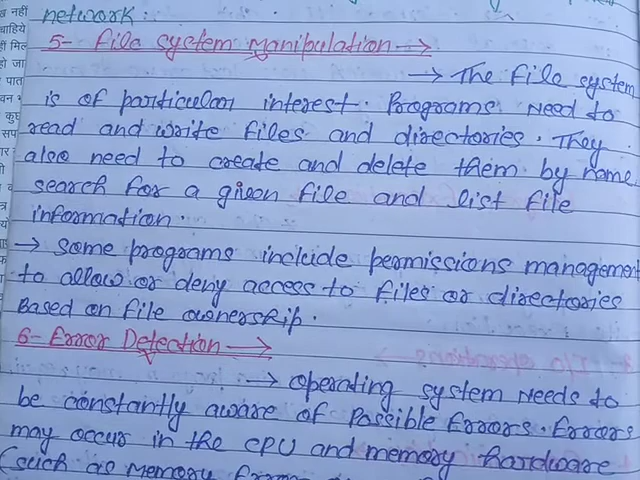 network.
5- File system Manipulation →
→ The file system
is of particular interest. Programs Need to
read and write files and directories. They
also need to create and delete them by name,
search for a given file and list file
information.
→ Some programs include permissions management
to allow or deny access to files or directories
Based on file ownership.
6- Error Detection →
→ Operating system Needs to
be constantly aware of Possible Errors. Errors
may occur in the CPU and memory hardware
(such as Memory